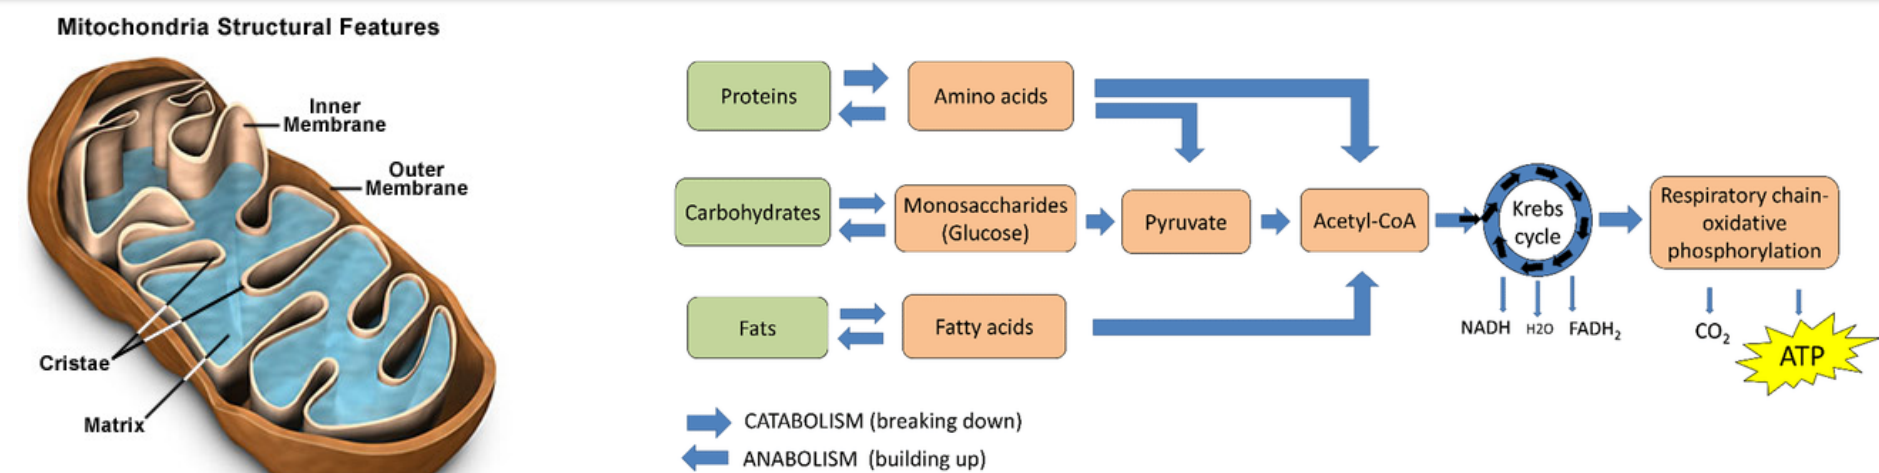 Mitochondria Structural Features
Inner
Membrane
Outer
Membrane
Cristae
Matrix
Proteins
Amino acids
Carbohydrates
Monosaccharides
(Glucose)
Pyruvate
Acetyl-CoA
Krebs
cycle
Respiratory chain-
oxidative
phosphorylation
Fats
Fatty acids
NADH
H2O
FADH₂
CO₂
ATP
CATABOLISM (breaking down)
ANABOLISM (building up)